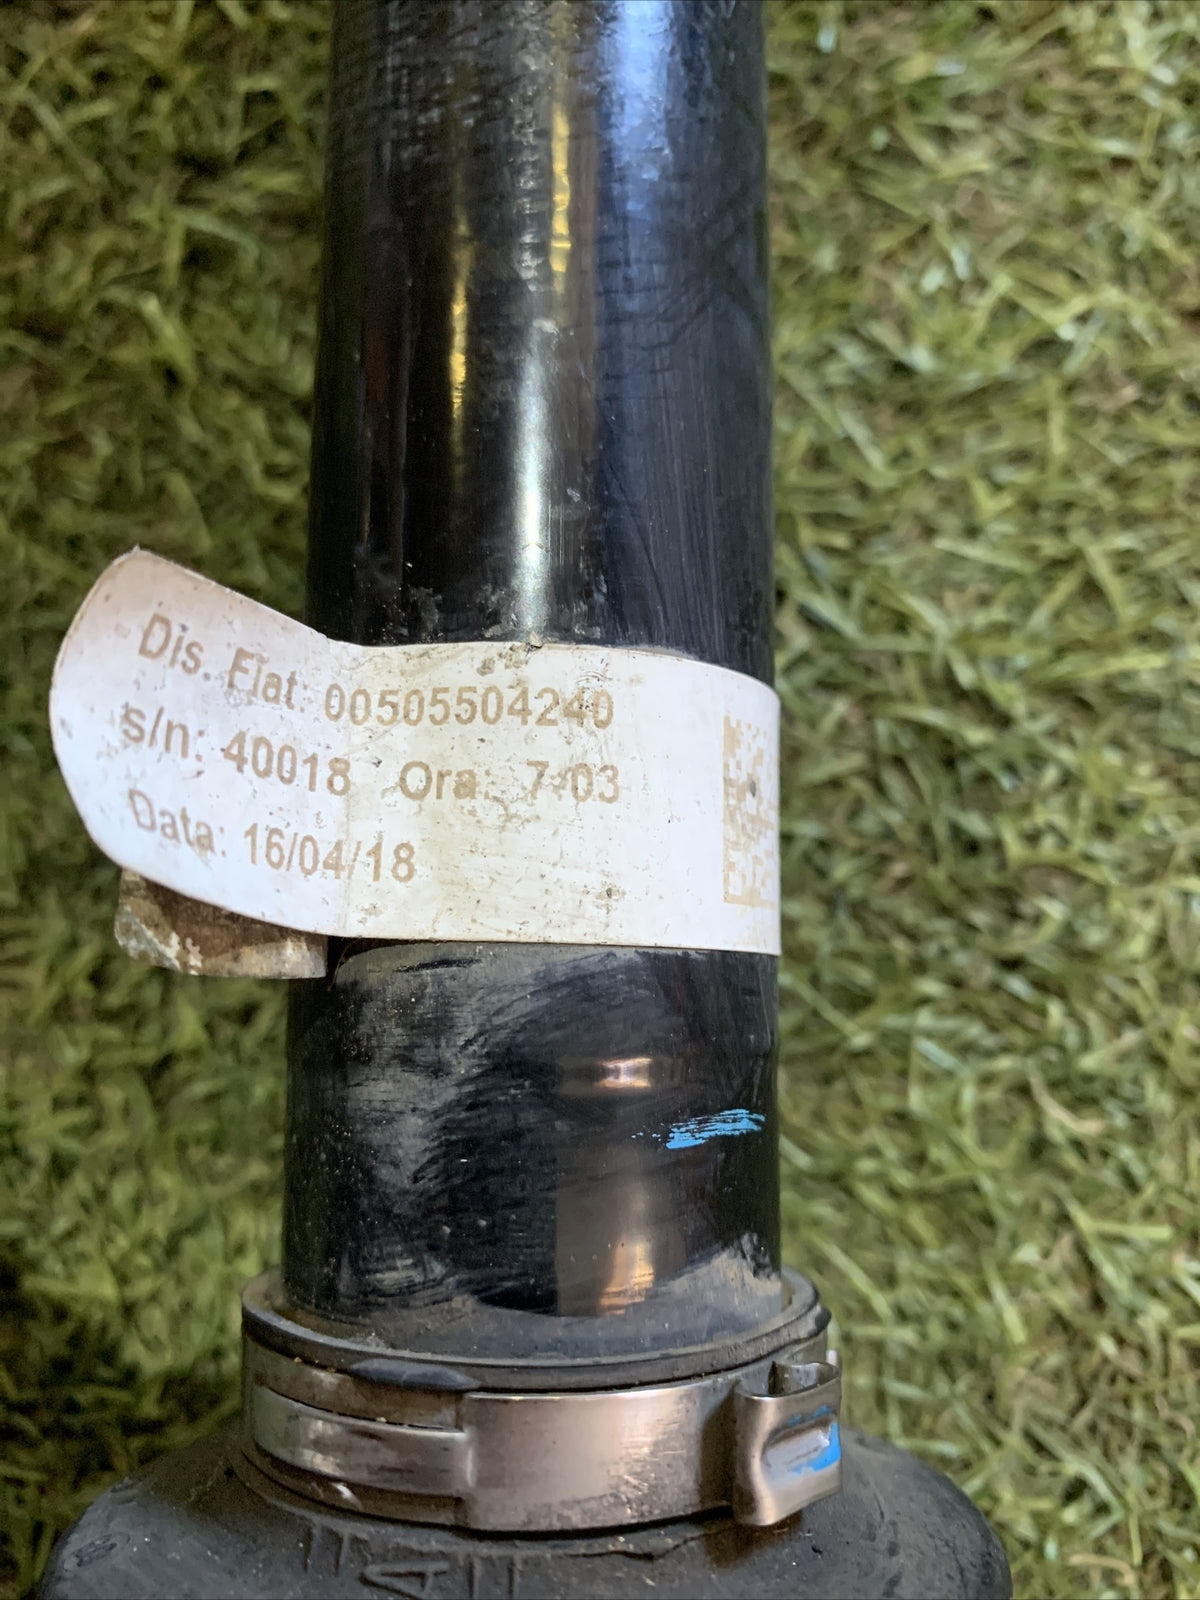 Dis. Fiat: 00505504240
s/n: 40018 Ora: 7:03
Data: 16/04/18